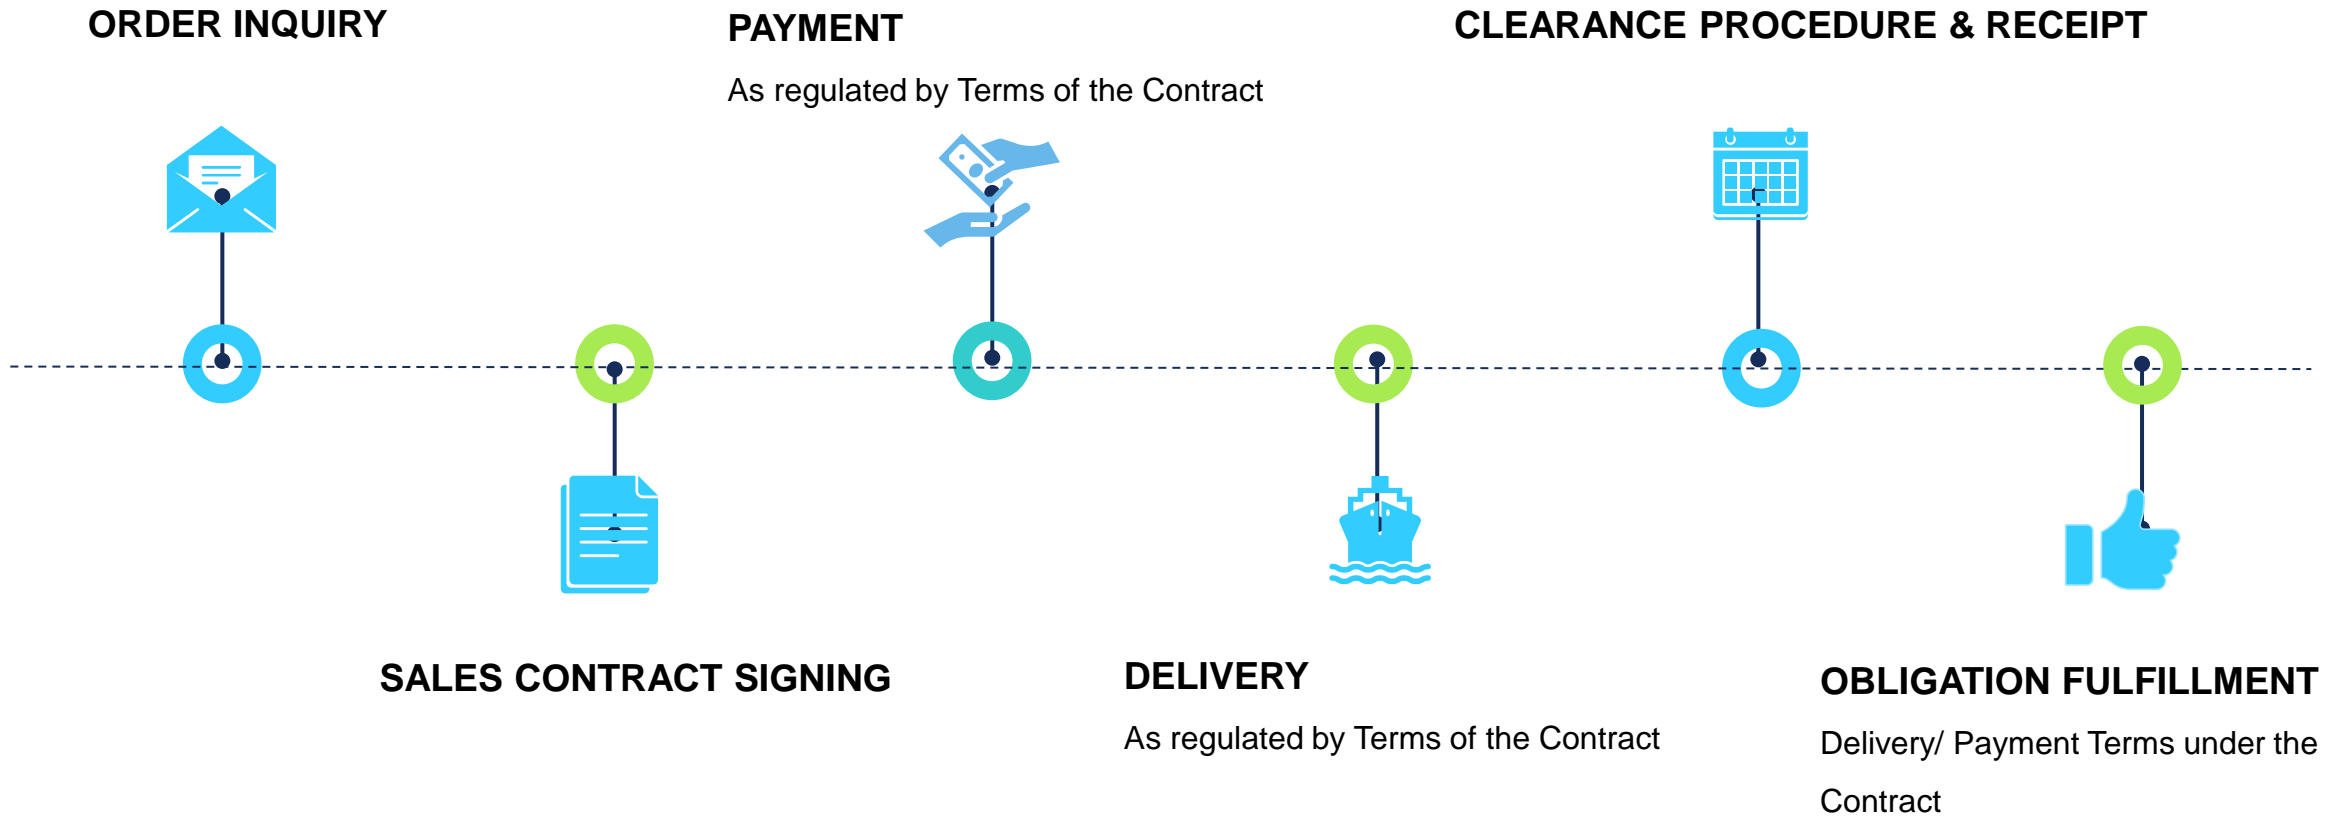 ORDER INQUIRY
SALES CONTRACT SIGNING
PAYMENT
As regulated by Terms of the Contract
DELIVERY
As regulated by Terms of the Contract
CLEARANCE PROCEDURE & RECEIPT
OBLIGATION FULFILLMENT
Delivery/ Payment Terms under the
Contract